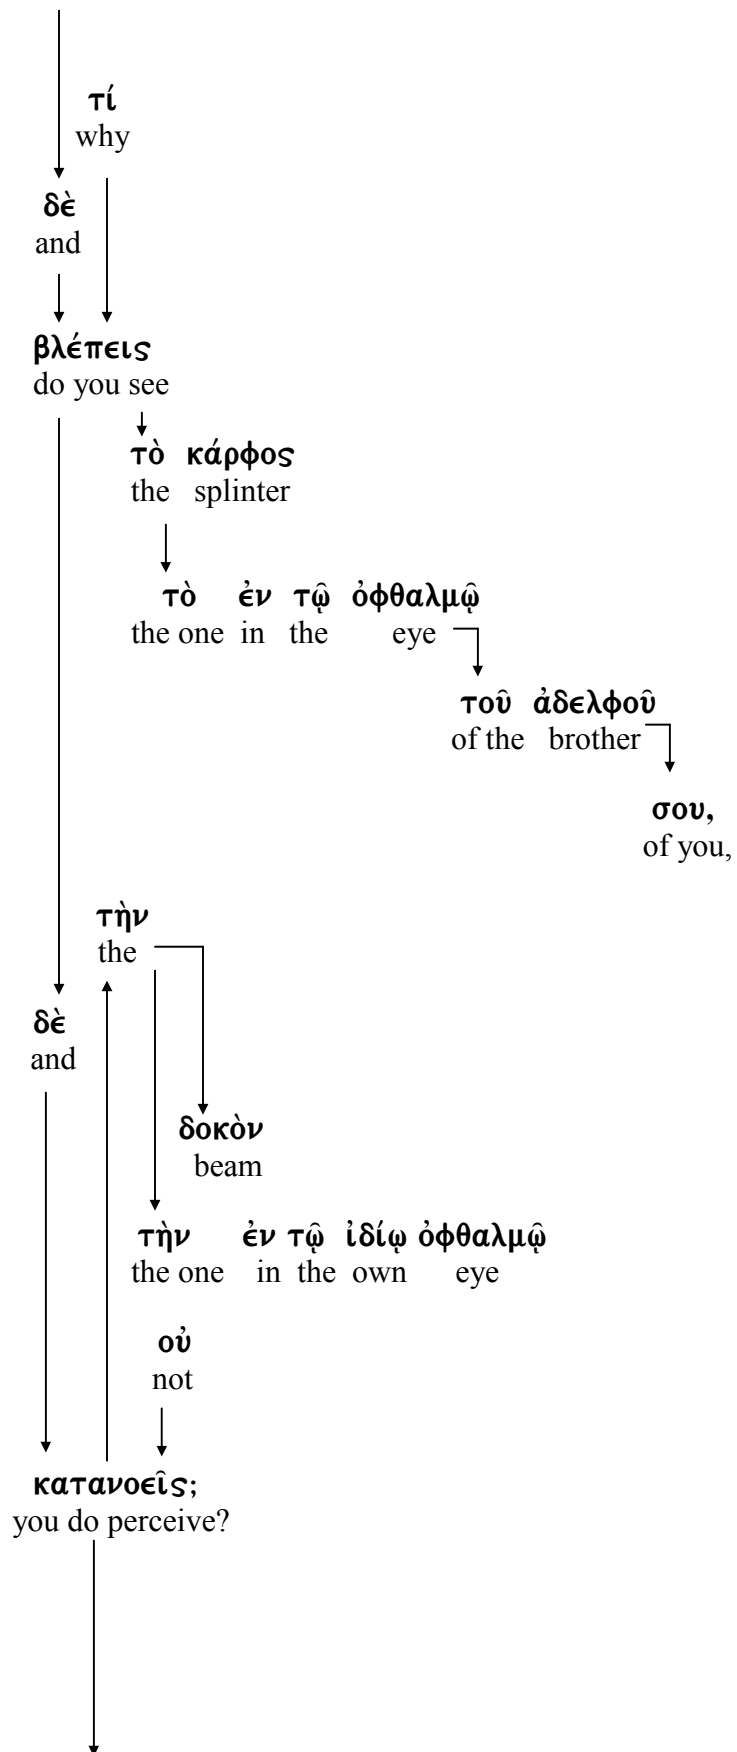 τί
why
δὲ
and
βλέπεις
do you see
τὸ κάρφος
the splinter
τὸ ἐν τῷ ὀφθαλμῷ
the one in the eye
τοῦ ἀδελφοῦ
of the brother
σου,
of you,
τὴν
the
δὲ
and
δοκὸν
beam
τὴν ἐν τῷ ἰδίῳ ὀφθαλμῷ
the one in the own eye
οὐ
not
κατανοεῖς;
you do perceive?